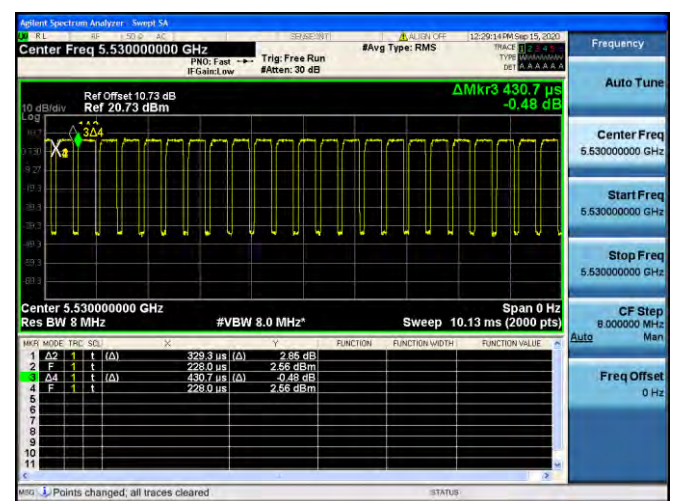 Agilent Spectrum Analyzer - Swept SA
RL RF 50 Ω AC SENSE:INT ALIGN OFF 12:29:14 PM Sep 15, 2020
Center Freq 5.530000000 GHz
PNO: Fast
IFGain:Low
Trig: Free Run
#Atten: 30 dB
#Avg Type: RMS
TRACE 1 2 3 4 5
TYPE
DET A A A A A A
Ref Offset 10.73 dB
10 dB/div Ref 20.73 dBm
Log
ΔMkr3 430.7 µs
-0.48 dB
3Δ4
X
Center 5.530000000 GHz Span 0 Hz
Res BW 8 MHz #VBW 8.0 MHz* Sweep 10.13 ms (2000 pts)
MKR MODE TRC SCL X Y FUNCTION FUNCTION WIDTH FUNCTION VALUE
1 Δ2 1 t (Δ) 329.3 µs (Δ) 2.85 dB
2 F 1 t 228.0 µs 2.56 dBm
3 Δ4 1 t (Δ) 430.7 µs (Δ) -0.48 dB
4 F 1 t 228.0 µs 2.56 dBm
5
6
7
8
9
10
11
MSG Points changed; all traces cleared STATUS
Frequency
Auto Tune
Center Freq
5.530000000 GHz
Start Freq
5.530000000 GHz
Stop Freq
5.530000000 GHz
CF Step
8.000000 MHz
Auto Man
Freq Offset
0 Hz